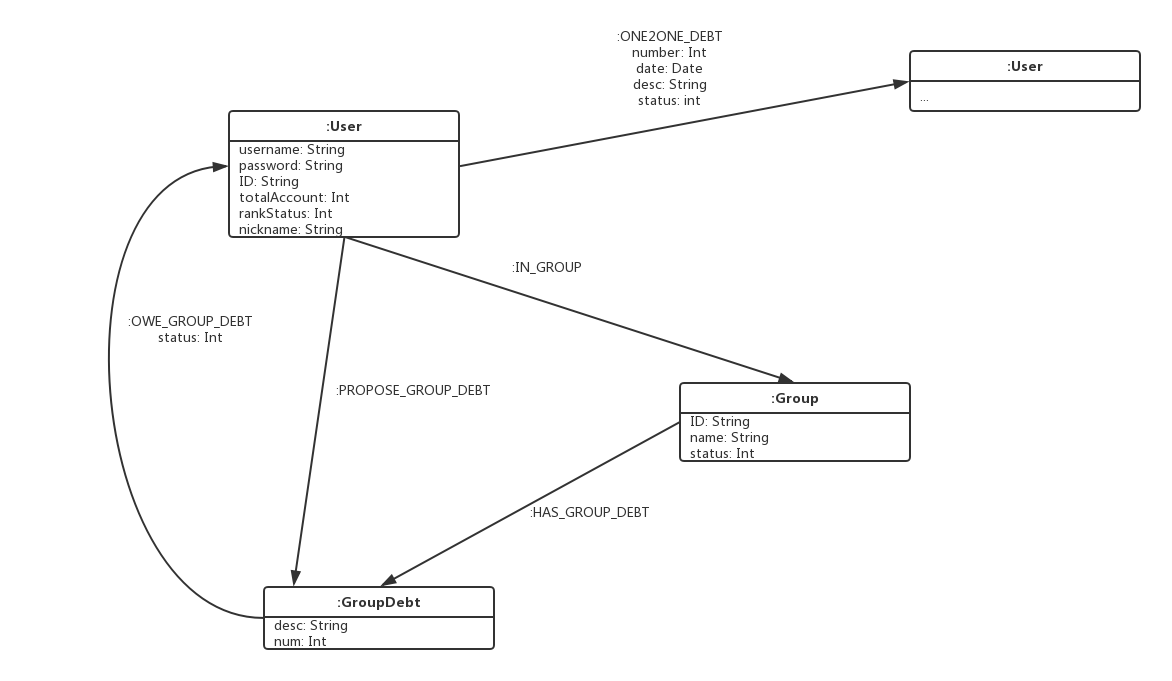 :ONE2ONE_DEBT
number: Int
date: Date
desc: String
status: int
:User
...
:User
username: String
password: String
ID: String
totalAccount: Int
rankStatus: Int
nickname: String
:IN_GROUP
:OWE_GROUP_DEBT
status: Int
:PROPOSE_GROUP_DEBT
:Group
ID: String
name: String
status: Int
:HAS_GROUP_DEBT
:GroupDebt
desc: String
num: Int